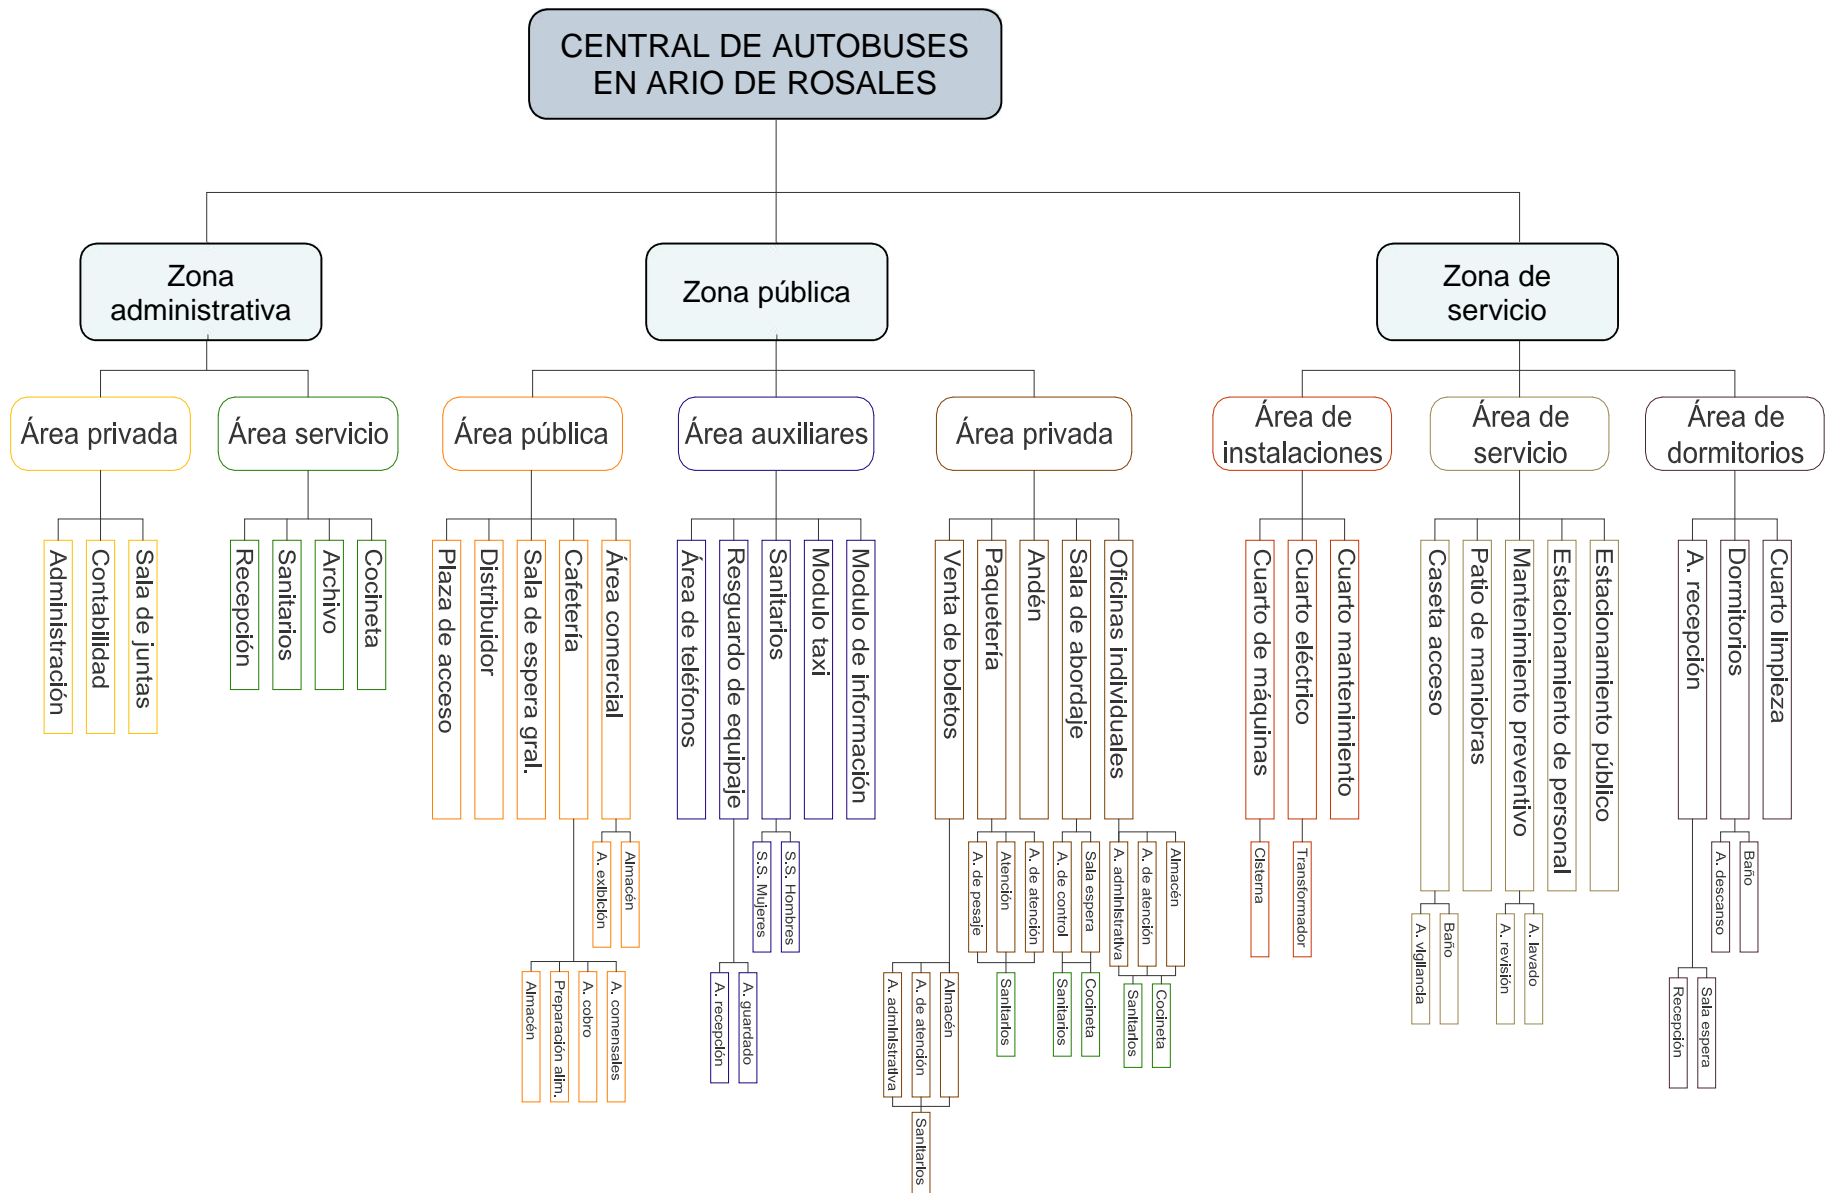 CENTRAL DE AUTOBUSES
EN ARIO DE ROSALES
Zona
administrativa
Zona pública
Zona de
servicio
Área privada
Área servicio
Área pública
Área auxiliares
Área privada
Área de
instalaciones
Área de
servicio
Área de
dormitorios
Administración
Contabilidad
Sala de juntas
Recepción
Sanitarios
Archivo
Cocineta
Plaza de acceso
Distribuidor
Sala de espera gral.
Cafetería
Área comercial
Área de teléfonos
Resguardo de equipaje
Sanitarios
Modulo taxi
Modulo de información
Venta de boletos
Paquetería
Andén
Sala de abordaje
Oficinas individuales
Cuarto de máquinas
Cuarto eléctrico
Cuarto mantenimiento
Caseta acceso
Patio de maniobras
Mantenimiento preventivo
Estacionamiento de personal
Estacionamiento público
A. recepción
Dormitorios
Cuarto limpieza
A. exibición
Almacén
S.S. Mujeres
S.S. Hombres
A. de pesaje
Atención
A. de atención
A. de control
Sala espera
A. administrativa
A. de atención
Almacén
Cisterna
Transformador
A. vigilancia
Baño
A. revisión
A. lavado
A. descanso
Baño
Almacén
Preparación alim.
A. cobro
A. comensales
A. recepción
A. guardado
A. administrativa
A. de atención
Almacén
Sanitarios
Sanitarios
Cocineta
Sanitarios
Cocineta
Recepción
Sala espera
Sanitarios